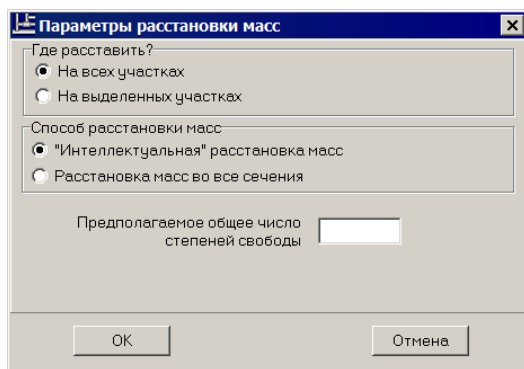 Параметры расстановки масс
Где расставить?
На всех участках
На выделенных участках
Способ расстановки масс
"Интеллектуальная" расстановка масс
Расстановка масс во все сечения
Предполагаемое общее число
степеней свободы
OK
Отмена